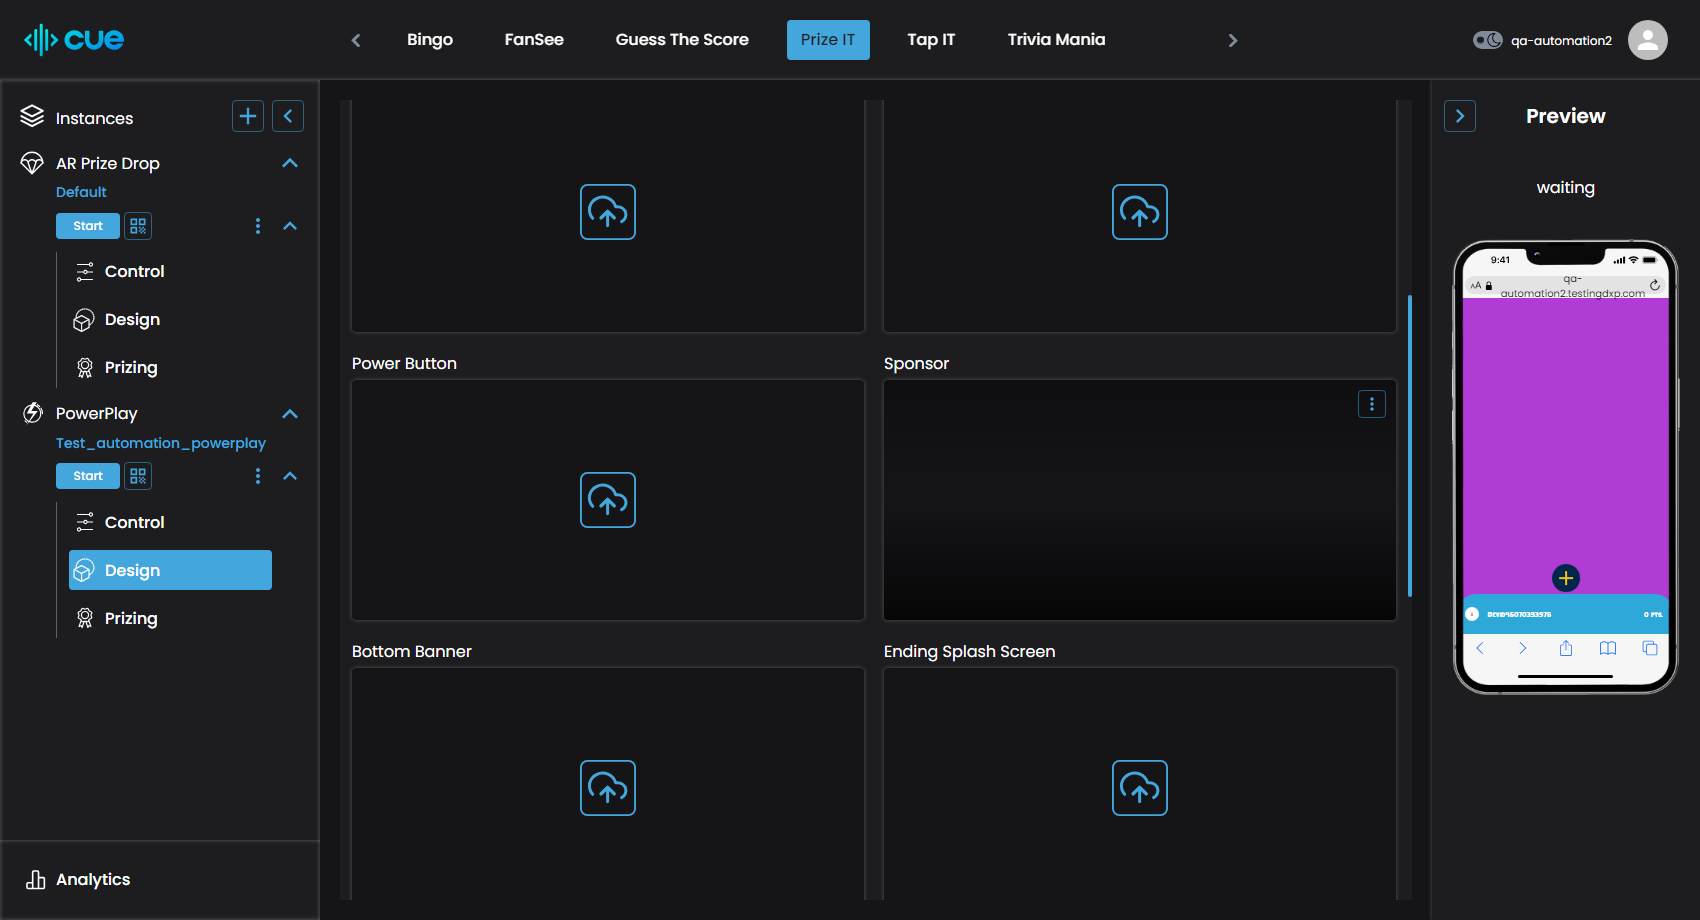 cue
Bingo
FanSee
Guess The Score
Prize IT
Tap IT
Trivia Mania
qa-automation2
Instances
AR Prize Drop
Default
Start
Control
Design
Prizing
PowerPlay
Test_automation_powerplay
Start
Control
Design
Prizing
Analytics
Power Button
Sponsor
Bottom Banner
Ending Splash Screen
Preview
waiting
9:41
AA
qa-
automation2.testingdxp.com
0 PTS.